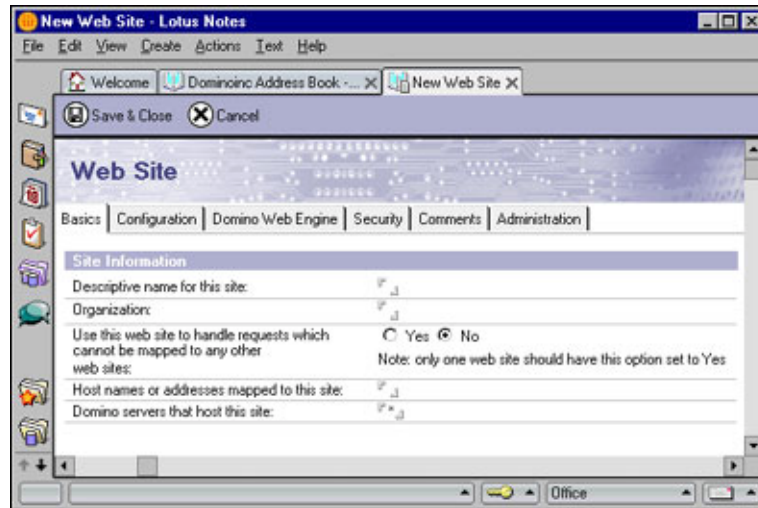 New Web Site - Lotus Notes
File Edit View Create Actions Text Help
Welcome Dominoinc Address Book -... New Web Site
Save & Close Cancel
Web Site
Basics Configuration Domino Web Engine Security Comments Administration
Site Information
Descriptive name for this site:
Organization:
Use this web site to handle requests which Yes No
cannot be mapped to any other
web sites:
Note: only one web site should have this option set to Yes
Host names or addresses mapped to this site:
Domino servers that host this site: *
Office